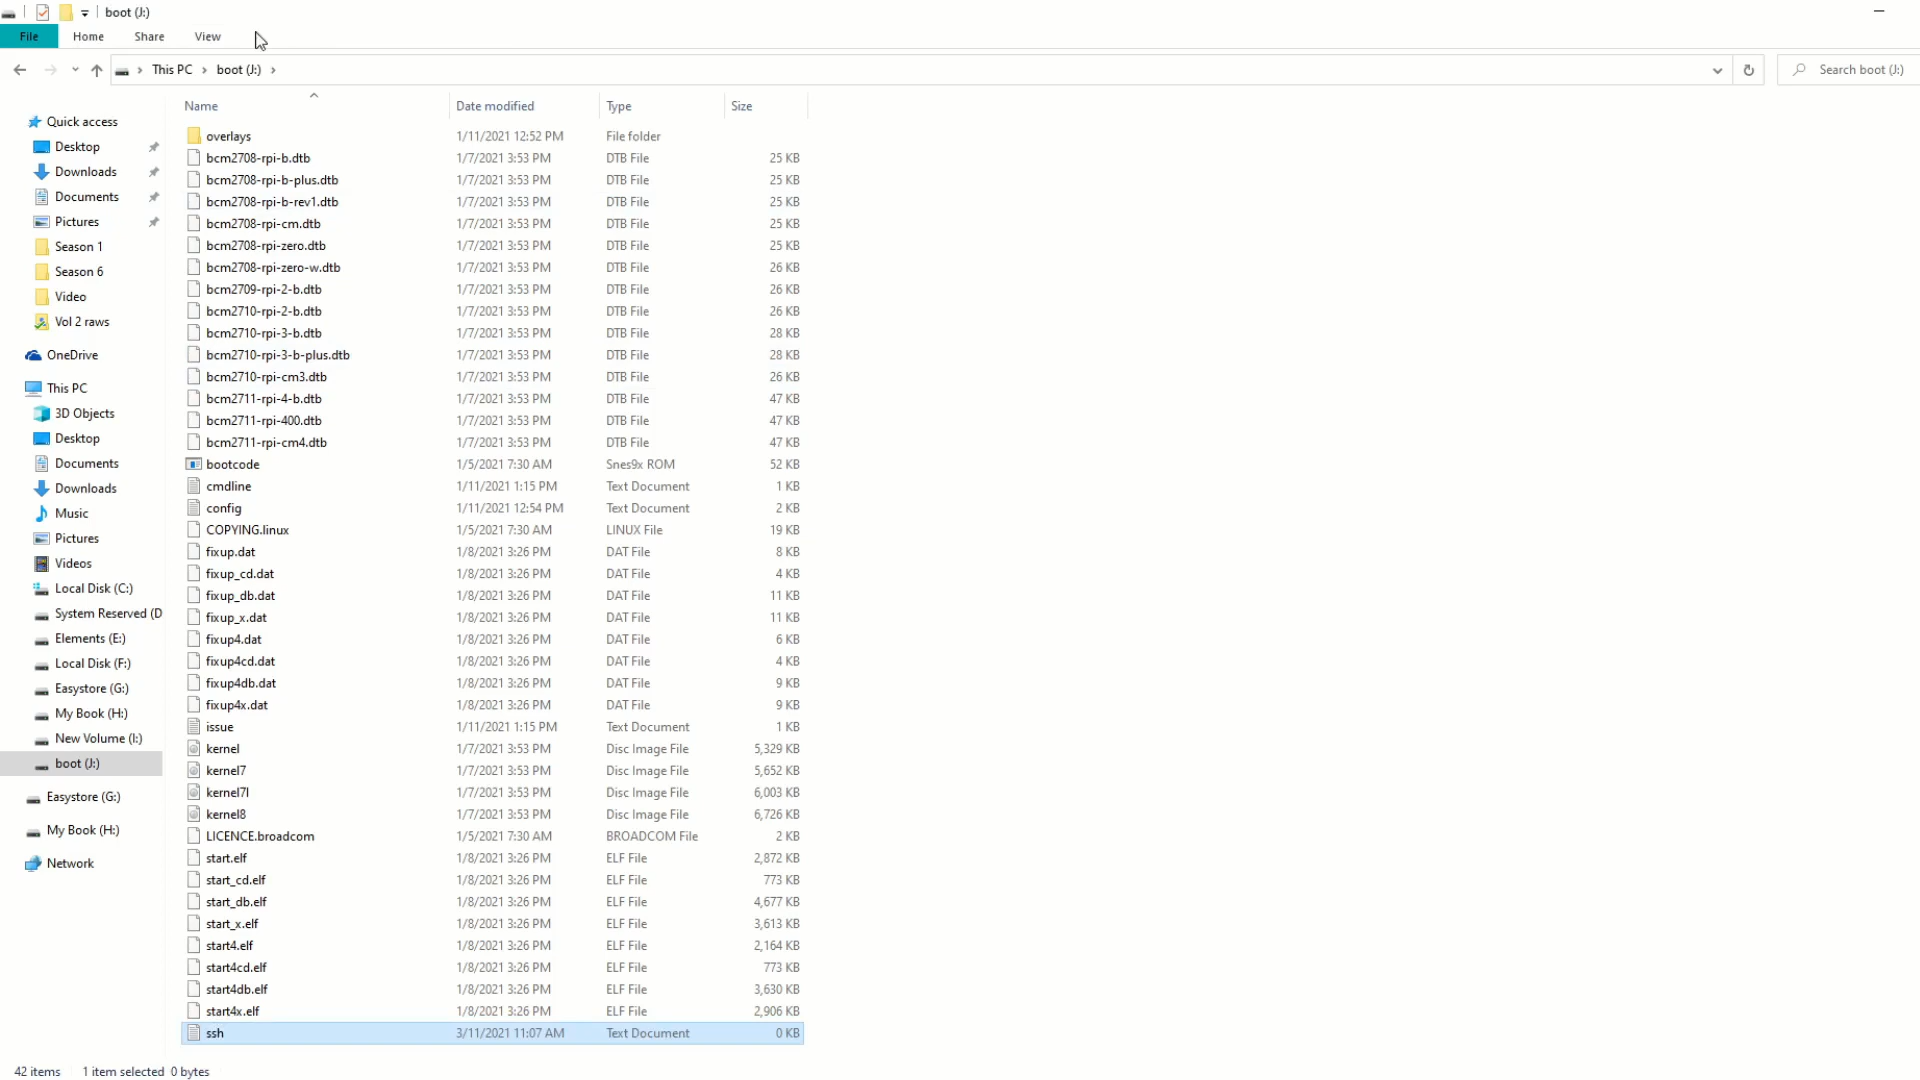 boot (J:)
File Home Share View
This PC boot (J:) Search boot (J:)
Name Date modified Type Size
Quick access
Desktop
Downloads
Documents
Pictures
Season 1
Season 6
Video
Vol 2 raws
OneDrive
This PC
3D Objects
Desktop
Documents
Downloads
Music
Pictures
Videos
Local Disk (C:)
System Reserved (D
Elements (E:)
Local Disk (F:)
Easystore (G:)
My Book (H:)
New Volume (I:)
boot (J:)
Easystore (G:)
My Book (H:)
Network
overlays 1/11/2021 12:52 PM File folder
bcm2708-rpi-b.dtb 1/7/2021 3:53 PM DTB File 25 KB
bcm2708-rpi-b-plus.dtb 1/7/2021 3:53 PM DTB File 25 KB
bcm2708-rpi-b-rev1.dtb 1/7/2021 3:53 PM DTB File 25 KB
bcm2708-rpi-cm.dtb 1/7/2021 3:53 PM DTB File 25 KB
bcm2708-rpi-zero.dtb 1/7/2021 3:53 PM DTB File 25 KB
bcm2708-rpi-zero-w.dtb 1/7/2021 3:53 PM DTB File 26 KB
bcm2709-rpi-2-b.dtb 1/7/2021 3:53 PM DTB File 26 KB
bcm2710-rpi-2-b.dtb 1/7/2021 3:53 PM DTB File 26 KB
bcm2710-rpi-3-b.dtb 1/7/2021 3:53 PM DTB File 28 KB
bcm2710-rpi-3-b-plus.dtb 1/7/2021 3:53 PM DTB File 28 KB
bcm2710-rpi-cm3.dtb 1/7/2021 3:53 PM DTB File 26 KB
bcm2711-rpi-4-b.dtb 1/7/2021 3:53 PM DTB File 47 KB
bcm2711-rpi-400.dtb 1/7/2021 3:53 PM DTB File 47 KB
bcm2711-rpi-cm4.dtb 1/7/2021 3:53 PM DTB File 47 KB
bootcode 1/5/2021 7:30 AM Snes9x ROM 52 KB
cmdline 1/11/2021 1:15 PM Text Document 1 KB
config 1/11/2021 12:54 PM Text Document 2 KB
COPYING.linux 1/5/2021 7:30 AM LINUX File 19 KB
fixup.dat 1/8/2021 3:26 PM DAT File 8 KB
fixup_cd.dat 1/8/2021 3:26 PM DAT File 4 KB
fixup_db.dat 1/8/2021 3:26 PM DAT File 11 KB
fixup_x.dat 1/8/2021 3:26 PM DAT File 11 KB
fixup4.dat 1/8/2021 3:26 PM DAT File 6 KB
fixup4cd.dat 1/8/2021 3:26 PM DAT File 4 KB
fixup4db.dat 1/8/2021 3:26 PM DAT File 9 KB
fixup4x.dat 1/8/2021 3:26 PM DAT File 9 KB
issue 1/11/2021 1:15 PM Text Document 1 KB
kernel 1/7/2021 3:53 PM Disc Image File 5,329 KB
kernel7 1/7/2021 3:53 PM Disc Image File 5,652 KB
kernel7l 1/7/2021 3:53 PM Disc Image File 6,003 KB
kernel8 1/7/2021 3:53 PM Disc Image File 6,726 KB
LICENCE.broadcom 1/5/2021 7:30 AM BROADCOM File 2 KB
start.elf 1/8/2021 3:26 PM ELF File 2,872 KB
start_cd.elf 1/8/2021 3:26 PM ELF File 773 KB
start_db.elf 1/8/2021 3:26 PM ELF File 4,677 KB
start_x.elf 1/8/2021 3:26 PM ELF File 3,613 KB
start4.elf 1/8/2021 3:26 PM ELF File 2,164 KB
start4cd.elf 1/8/2021 3:26 PM ELF File 773 KB
start4db.elf 1/8/2021 3:26 PM ELF File 3,630 KB
start4x.elf 1/8/2021 3:26 PM ELF File 2,906 KB
ssh 3/11/2021 11:07 AM Text Document 0 KB
42 items 1 item selected 0 bytes